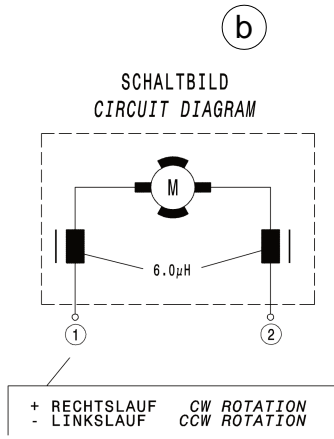 b
SCHALTBILD
CIRCUIT DIAGRAM
M
6.0µH
1 2
+ RECHTSLAUF CW ROTATION
- LINKSLAUF CCW ROTATION